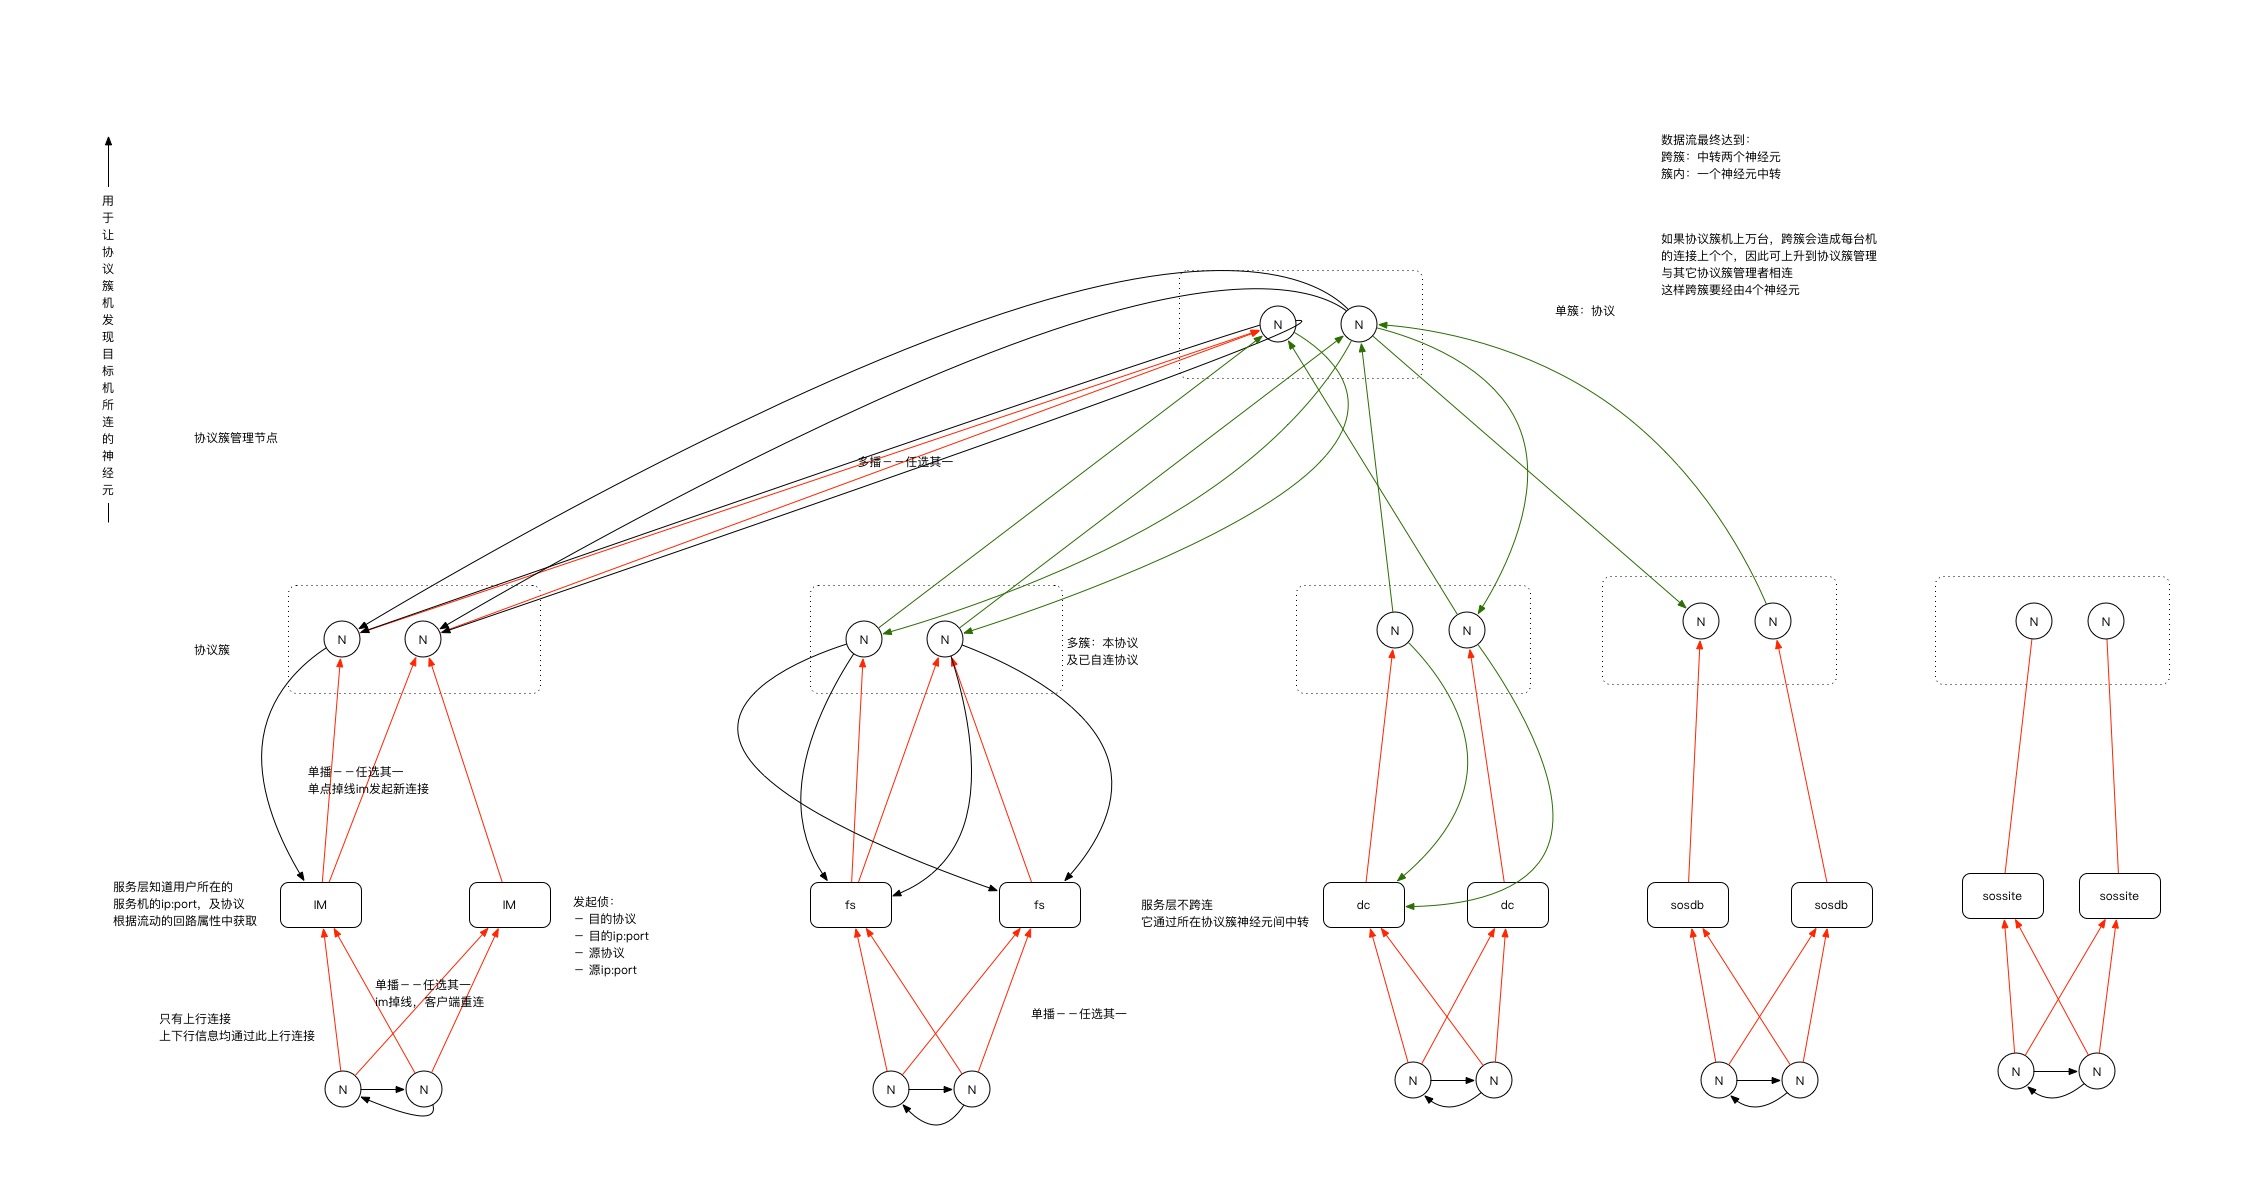 数据流最终达到：
跨簇：中转两个神经元
簇内：一个神经元中转
用
于
让
协
议
簇
机
发
现
目
标
机
所
连
的
神
经
元
如果协议簇机上万台，跨簇会造成每台机
的连接上个个，因此可上升到协议簇管理
与其它协议簇管理者相连
这样跨簇要经由4个神经元
单簇：协议
N
N
协议簇管理节点
多播－－任选其一
协议簇
N
N
N
N
多簇：本协议
及已自连协议
N
N
N
N
N
N
单播－－任选其一
单点掉线im发起新连接
服务层知道用户所在的
服务机的ip:port，及协议
根据流动的回路属性中获取
IM
IM
发起侦：
－ 目的协议
－ 目的ip:port
－ 源协议
－ 源ip:port
fs
fs
服务层不跨连
它通过所在协议簇神经元间中转
dc
dc
sosdb
sosdb
sossite
sossite
单播－－任选其一
im掉线，客户端重连
只有上行连接
上下行信息均通过此上行连接
单播－－任选其一
N
N
N
N
N
N
N
N
N
N